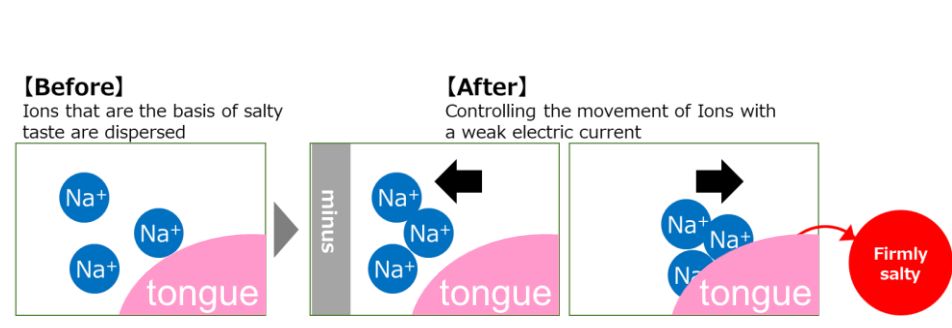 【Before】
Ions that are the basis of salty
taste are dispersed
【After】
Controlling the movement of Ions with
a weak electric current
Na⁺
Na⁺
Na⁺
tongue
minus
Na⁺
Na⁺
Na⁺
tongue
Na⁺
Na⁺
Na
tongue
Firmly
salty